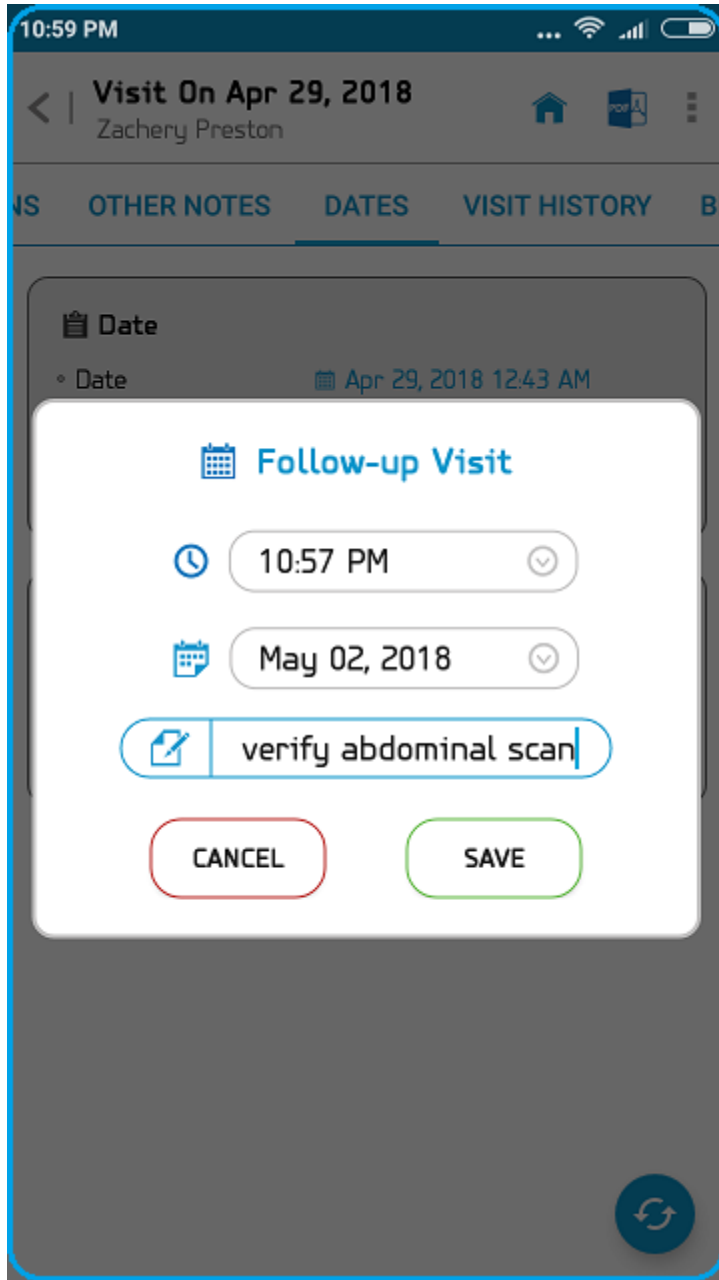 10:59 PM
Visit On Apr 29, 2018
Zachery Preston
PDF
NS OTHER NOTES DATES VISIT HISTORY B
Date
Date Apr 29, 2018 12:43 AM
Follow-up Visit
10:57 PM
May 02, 2018
verify abdominal scan
CANCEL SAVE